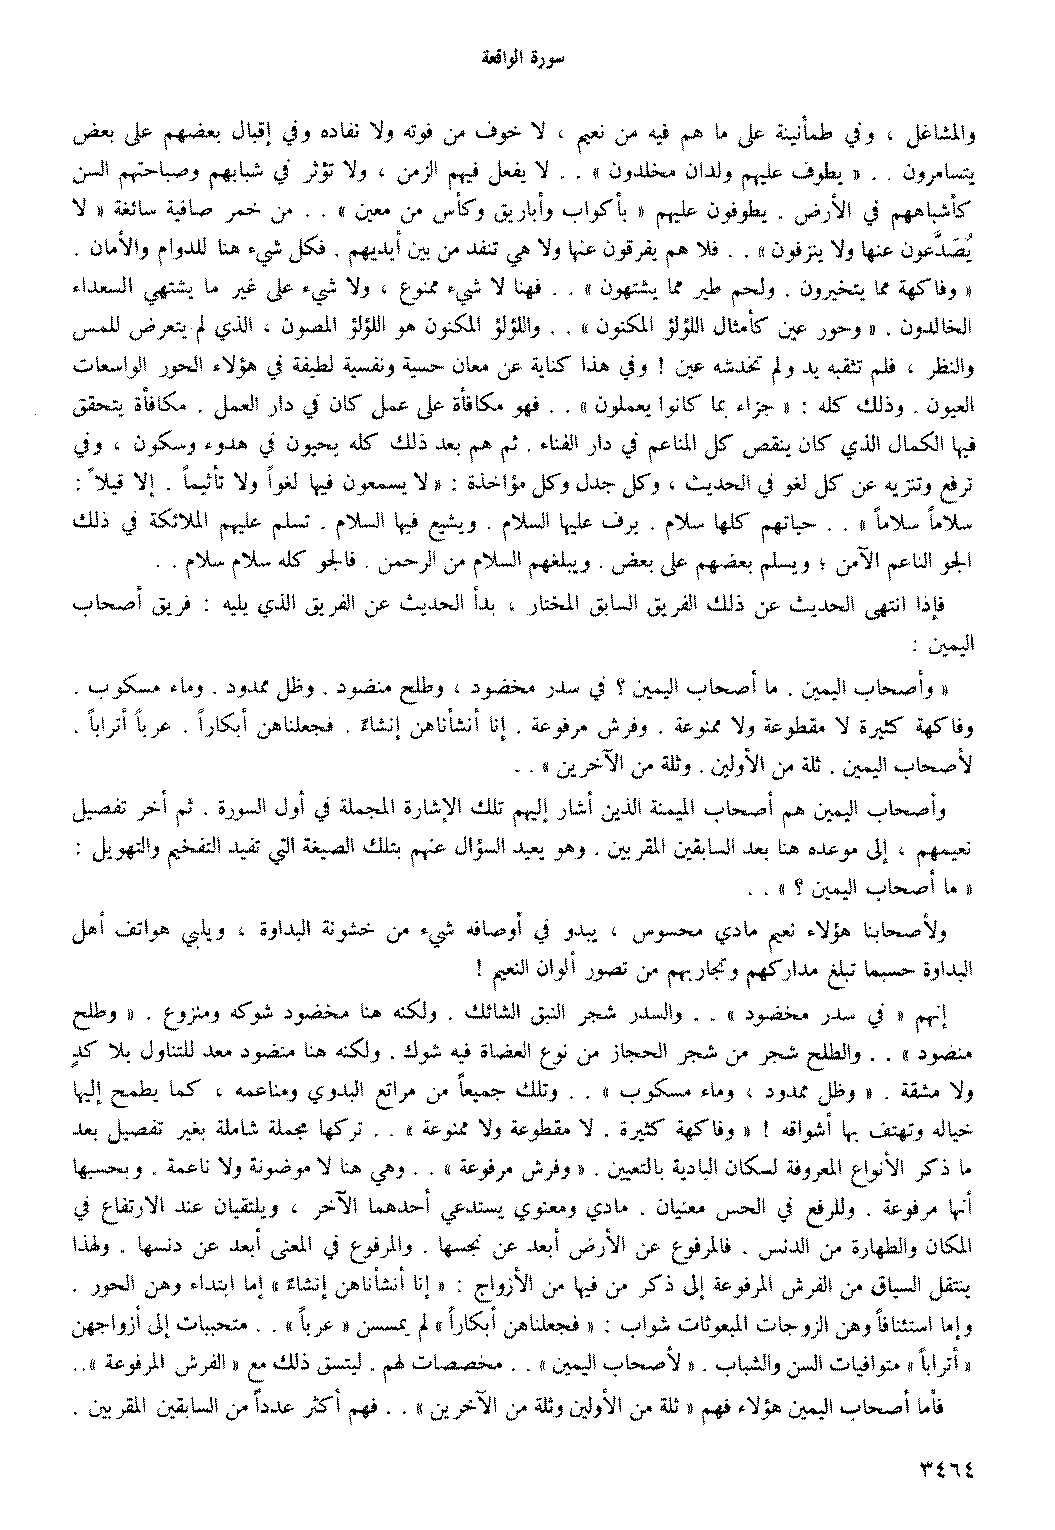 سورة الواقعة
والمشاغل ، وفي طمأنينة على ما هم فيه من نعيم ، لا خوف من فوته ولا نفاده وفي إقبال بعضهم على بعض
يتسامرون . . « يطوف عليهم ولدان مخلدون » . . لا يفعل فيهم الزمن ، ولا تؤثر في شبابهم وصباحتهم السن
كأشباههم في الأرض . يطوفون عليهم « بأكواب وأباريق وكأس من معين » . . من خمر صافية سائغة « لا
يُصَدَّعون عنها ولا ينزفون » . . فلا هم يفرقون عنها ولا هي تنفد من بين أيديهم . فكل شيء هنا للدوام والأمان .
« وفاكهة مما يتخيرون . ولحم طير مما يشتهون » . . فهنا لا شيء ممنوع ، ولا شيء على غير ما يشتهي السعداء
الخالدون . « وحور عين كأمثال اللؤلؤ المكنون » . . واللؤلؤ المكنون هو اللؤلؤ المصون ، الذي لم يتعرض للمس
والنظر ، فلم تثقبه يد ولم تخدشه عين ! وفي هذا كناية عن معان حسية ونفسية لطيفة في هؤلاء الحور الواسعات
العيون . وذلك كله : « جزاء بما كانوا يعملون » . . فهو مكافأة على عمل كان في دار العمل . مكافأة يتحقق
فيها الكمال الذي كان ينقص كل المناعم في دار الفناء . ثم هم بعد ذلك كله يحيون في هدوء وسكون ، وفي
ترفع وتنزيه عن كل لغو في الحديث ، وكل جدل وكل مؤاخذة : « لا يسمعون فيها لغواً ولا تأثيماً . إلا قيلاً :
سلاماً سلاماً » . . حياتهم كلها سلام . يرف عليها السلام . ويشيع فيها السلام . تسلم عليهم الملائكة في ذلك
الجو الناعم الآمن ؛ ويسلم بعضهم على بعض . ويبلغهم السلام من الرحمن . فالجو كله سلام سلام . .
فإذا انتهى الحديث عن ذلك الفريق السابق المختار ، بدأ الحديث عن الفريق الذي يليه : فريق أصحاب
اليمين :
« وأصحاب اليمين . ما أصحاب اليمين ؟ في سدر مخضود ، وطلح منضود . وظل ممدود . وماء مسكوب .
وفاكهة كثيرة لا مقطوعة ولا ممنوعة . وفرش مرفوعة . إنا أنشأناهن إنشاءً . فجعلناهن أبكاراً . عرباً أتراباً .
لأصحاب اليمين . ثلة من الأولين . وثلة من الآخرين » . .
وأصحاب اليمين هم أصحاب الميمنة الذين أشار إليهم تلك الإشارة المجملة في أول السورة . ثم أخر تفصيل
نعيمهم ، إلى موعده هنا بعد السابقين المقربين . وهو يعيد السؤال عنهم بتلك الصيغة التي تفيد التفخيم والتهويل :
« ما أصحاب اليمين ؟ » . .
ولأصحابنا هؤلاء نعيم مادي محسوس ، يبدو في أوصافه شيء من خشونة البداوة ، ويلبي هواتف أهل
البداوة حسبما تبلغ مداركهم وتجاربهم من تصور ألوان النعيم !
إنهم « في سدر مخضود » . . والسدر شجر النبق الشائك . ولكنه هنا مخضود شوكه ومنزوع . « وطلح
منضود » . . والطلح شجر من شجر الحجاز من نوع العضاة فيه شوك . ولكنه هنا منضود معد للتناول بلا كدٍ
ولا مشقة . « وظل ممدود ، وماء مسكوب » . . وتلك جميعاً من مراتع البدوي ومناعمه ، كما يطمح إليها
خياله وتهتف بها أشواقه ! « وفاكهة كثيرة . لا مقطوعة ولا ممنوعة » . . تركها مجملة شاملة بغير تفصيل بعد
ما ذكر الأنواع المعروفة لسكان البادية بالتعيين . « وفرش مرفوعة » . . وهي هنا لا موضونة ولا ناعمة . وبحسبها
أنها مرفوعة . وللرفع في الحس معنيان . مادي ومعنوي يستدعي أحدهما الآخر ، ويلتقيان عند الارتفاع في
المكان والطهارة من الدنس . فالمرفوع عن الأرض أبعد عن نجسها . والمرفوع في المعنى أبعد عن دنسها . ولهذا
ينتقل السياق من الفرش المرفوعة إلى ذكر من فيها من الأزواج : « إنا أنشأناهن إنشاءً » إما ابتداء وهن الحور .
وإما استئنافاً وهن الزوجات المبعوثات شواب : « فجعلناهن أبكاراً » لم يمسسن « عرباً » . . متحببات إلى أزواجهن
« أتراباً » متوافيات السن والشباب . « لأصحاب اليمين » . . مخصصات لهم . ليتسق ذلك مع « الفرش المرفوعة » . .
فأما أصحاب اليمين هؤلاء فهم « ثلة من الأولين وثلة من الآخرين » . . فهم أكثر عدداً من السابقين المقربين .
٣٤٦٤